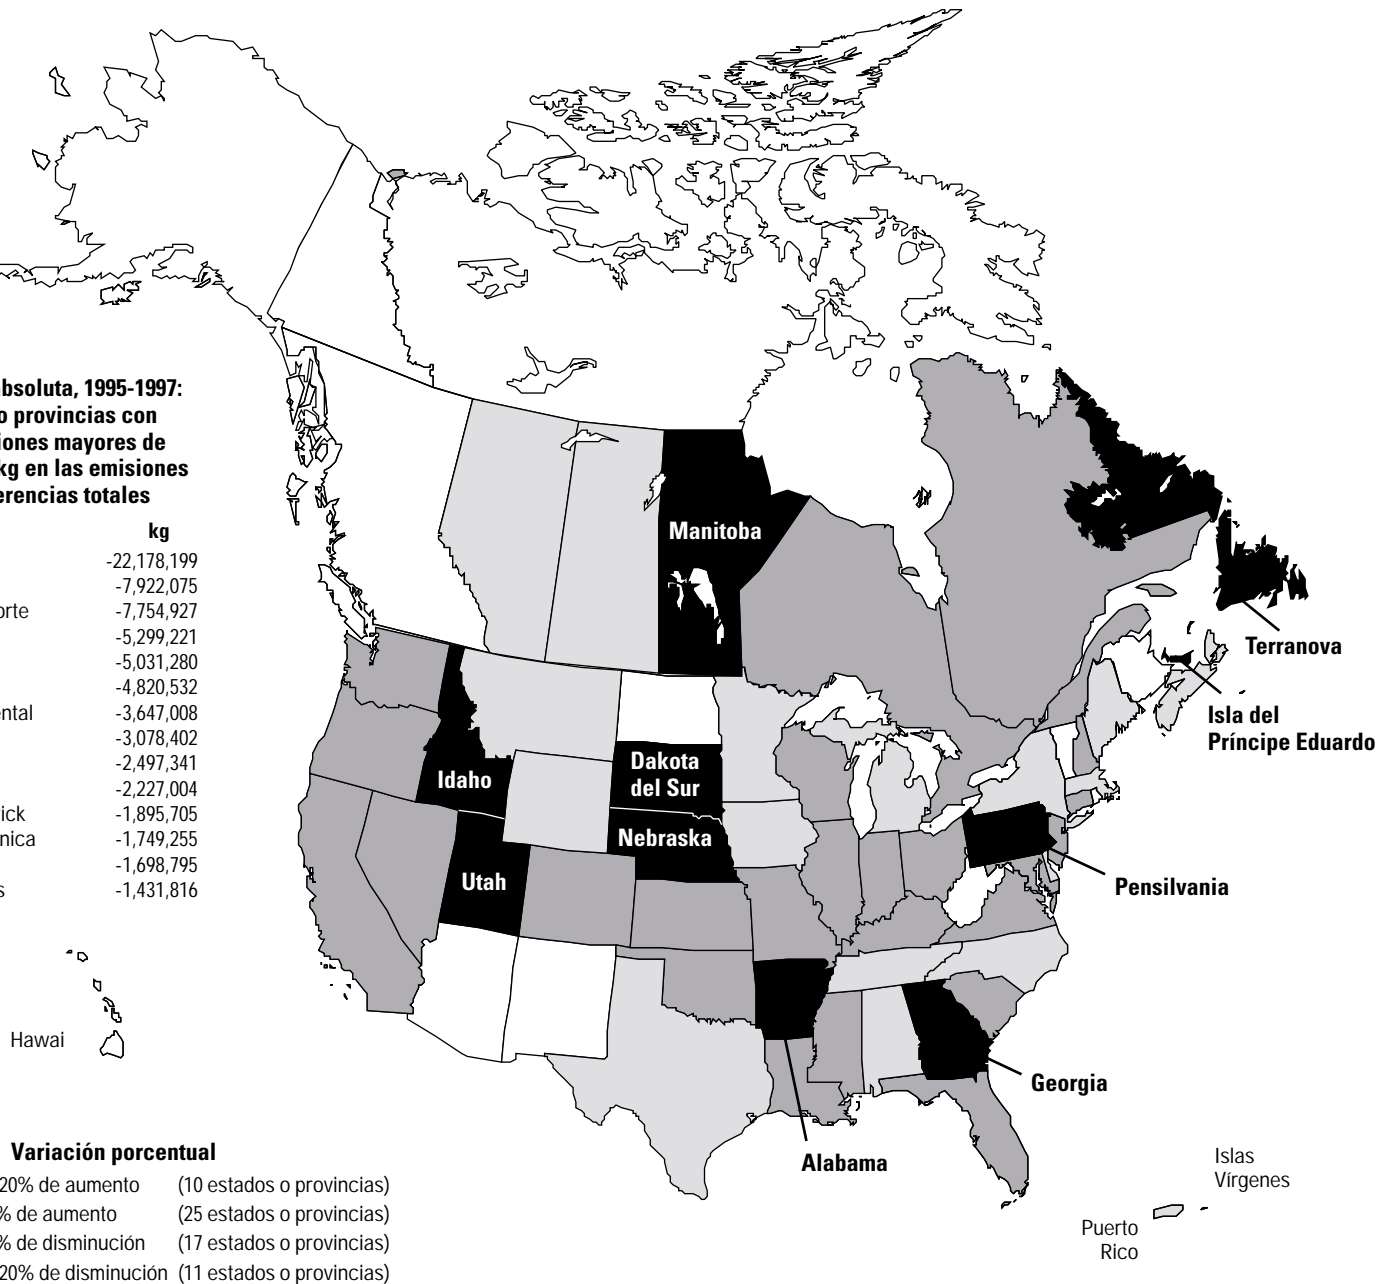 absoluta, 1995-1997:
o provincias con
iones mayores de
kg en las emisiones
erencias totales
kg
-22,178,199
-7,922,075
orte -7,754,927
-5,299,221
-5,031,280
-4,820,532
ental -3,647,008
-3,078,402
-2,497,341
-2,227,004
ick -1,895,705
nica -1,749,255
-1,698,795
s -1,431,816
Manitoba
Terranova
Isla del
Príncipe Eduardo
Idaho
Dakota
del Sur
Nebraska
Utah
Pensilvania
Hawai
Georgia
Alabama
Islas
Vírgenes
Puerto
Rico
Variación porcentual
20% de aumento (10 estados o provincias)
% de aumento (25 estados o provincias)
% de disminución (17 estados o provincias)
20% de disminución (11 estados o provincias)